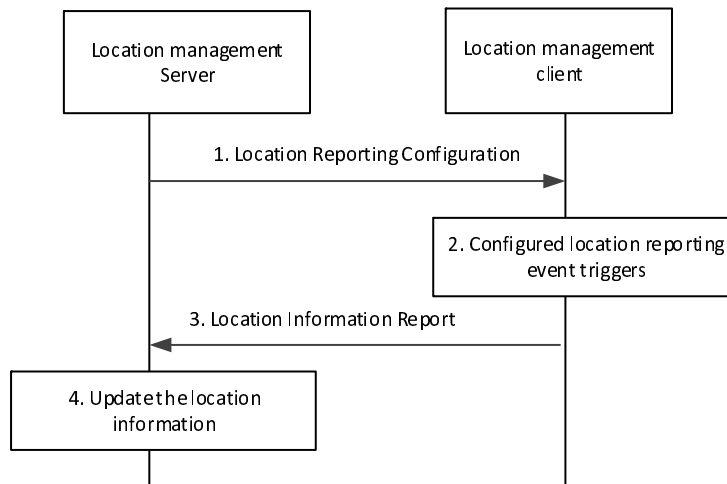 Location management
Server
Location management
client
1. Location Reporting Configuration
2. Configured location reporting
event triggers
3. Location Information Report
4. Update the location
information